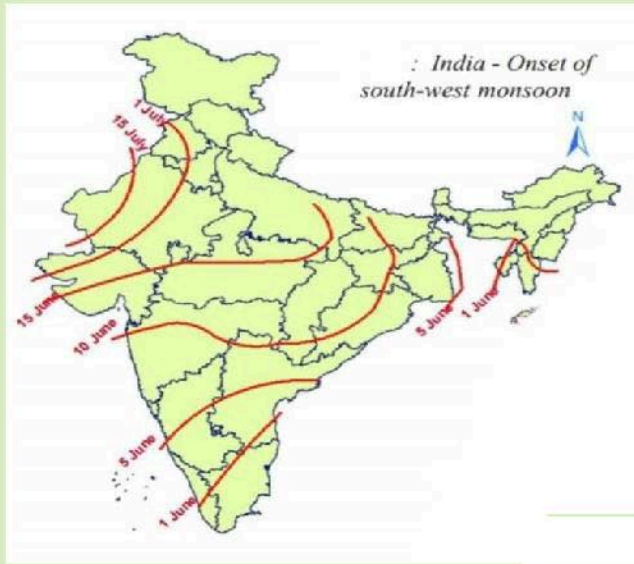 : India - Onset of
south-west monsoon
N
1 July
15 July
15 June
10 June
5 June
1 June
5 June
1 June